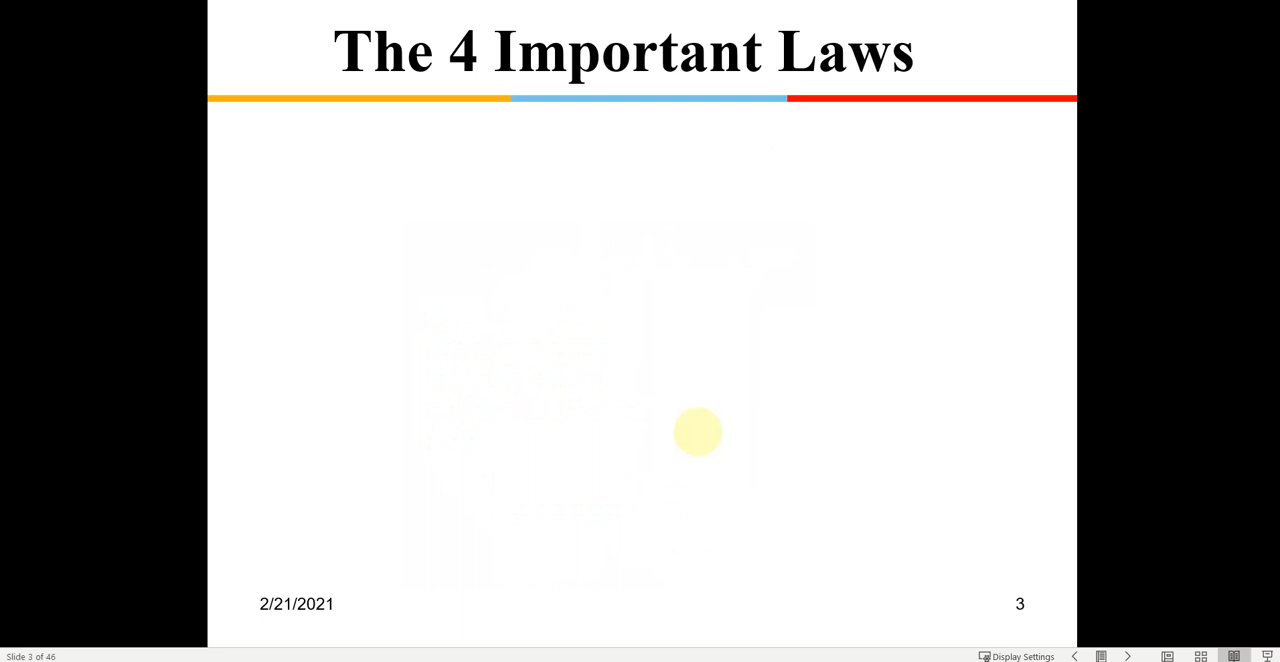 The 4 Important Laws
2/21/2021
3
Slide 3 of 46
Display Settings